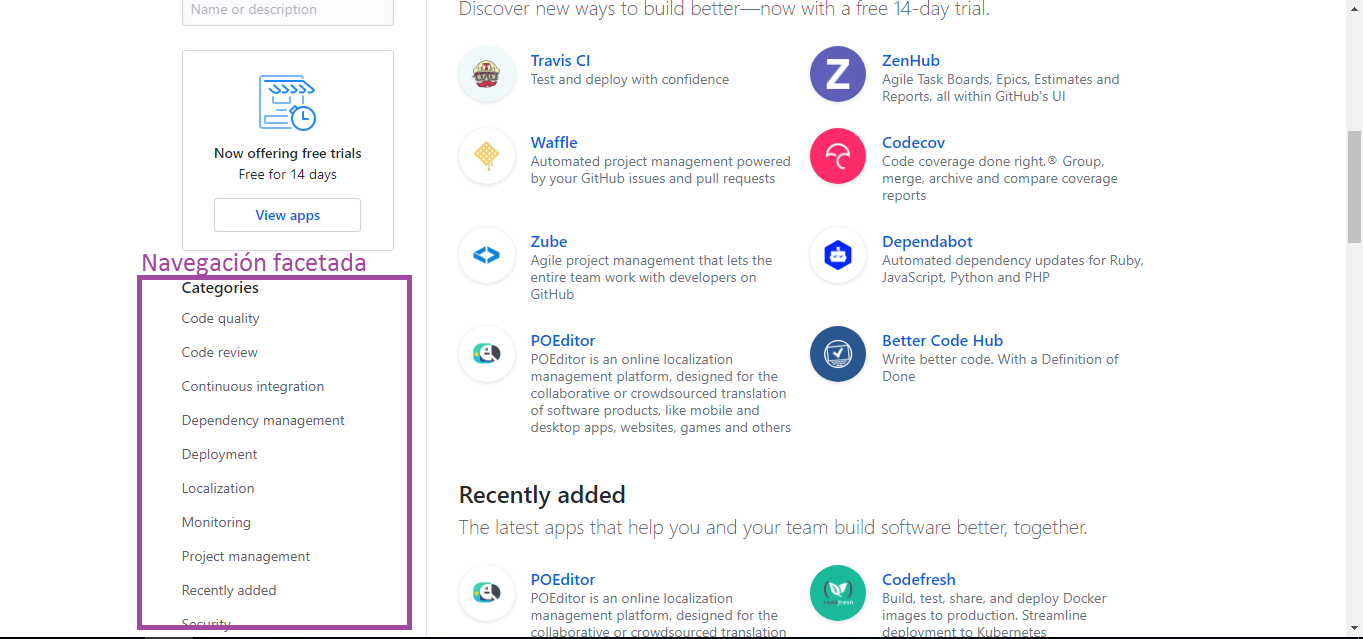 Name or description
Now offering free trials
Free for 14 days
View apps
Navegación facetada
Categories
Code quality
Code review
Continuous integration
Dependency management
Deployment
Localization
Monitoring
Project management
Recently added
Security
Discover new ways to build better—now with a free 14-day trial.
Travis CI
Test and deploy with confidence
ZenHub
Agile Task Boards, Epics, Estimates and
Reports, all within GitHub's UI
Waffle
Automated project management powered
by your GitHub issues and pull requests
Codecov
Code coverage done right.® Group,
merge, archive and compare coverage
reports
Zube
Agile project management that lets the
entire team work with developers on
GitHub
Dependabot
Automated dependency updates for Ruby,
JavaScript, Python and PHP
POEditor
POEditor is an online localization
management platform, designed for the
collaborative or crowdsourced translation
of software products, like mobile and
desktop apps, websites, games and others
Better Code Hub
Write better code. With a Definition of
Done
Recently added
The latest apps that help you and your team build software better, together.
POEditor
POEditor is an online localization
management platform, designed for the
collaborative or crowdsourced translation
codefresh
Codefresh
Build, test, share, and deploy Docker
images to production. Streamline
deployment to Kubernetes